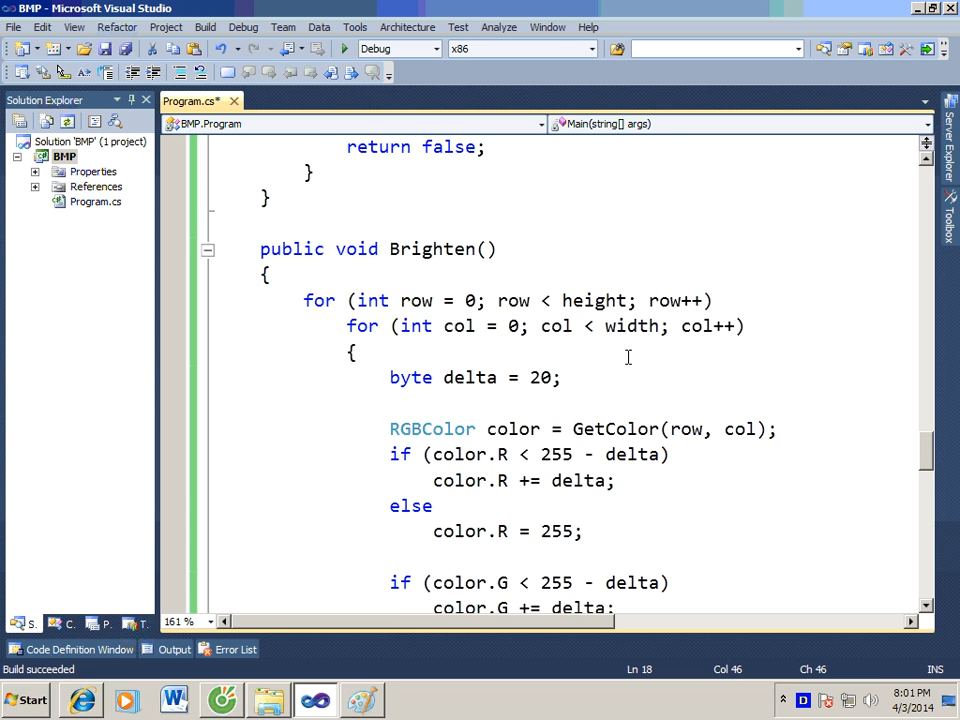 BMP - Microsoft Visual Studio
File Edit View Refactor Project Build Debug Team Data Tools Architecture Test Analyze Window Help
Debug x86
Solution Explorer
Program.cs*
BMP.Program
Main(string[] args)
Solution 'BMP' (1 project)
BMP
Properties
References
Program.cs
return false;
}
}
public void Brighten()
{
for (int row = 0; row < height; row++)
for (int col = 0; col < width; col++)
{
byte delta = 20;
RGBColor color = GetColor(row, col);
if (color.R < 255 - delta)
color.R += delta;
else
color.R = 255;
if (color.G < 255 - delta)
color.G += delta;
Server Explorer
Toolbox
S. C. P. T.
161 %
Code Definition Window Output Error List
Build succeeded Ln 18 Col 46 Ch 46 INS
Start
D
8:01 PM
4/3/2014